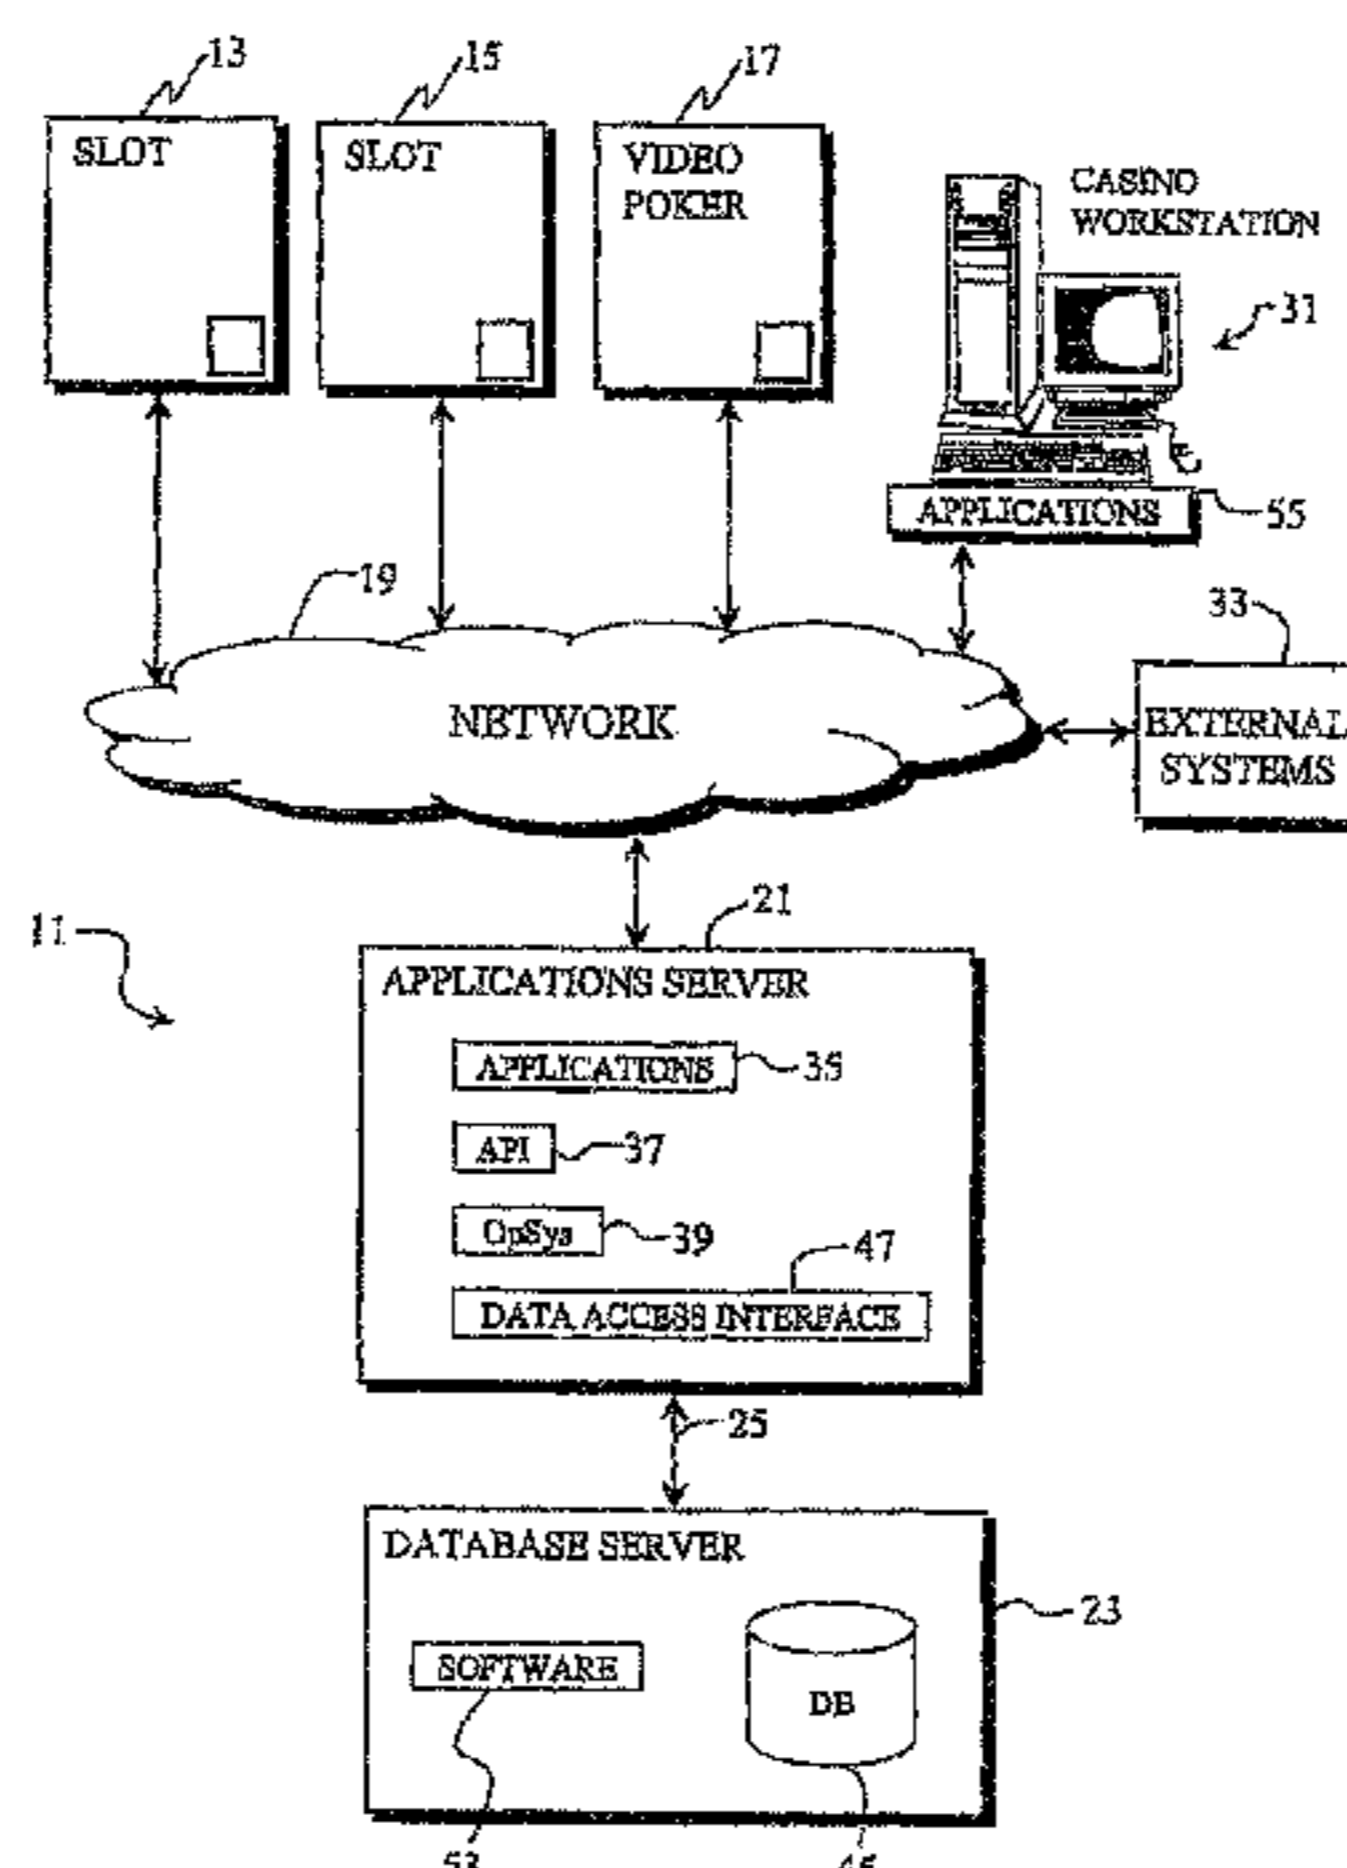 13
15
17
SLOT
SLOT
VIDEO
POKER
CASINO
WORKSTATION
31
APPLICATIONS
55
19
33
NETWORK
EXTERNAL
SYSTEMS
21
11
APPLICATIONS SERVER
APPLICATIONS
35
API
37
OpSys
39
47
DATA ACCESS INTERFACE
25
DATABASE SERVER
23
SOFTWARE
DB
53